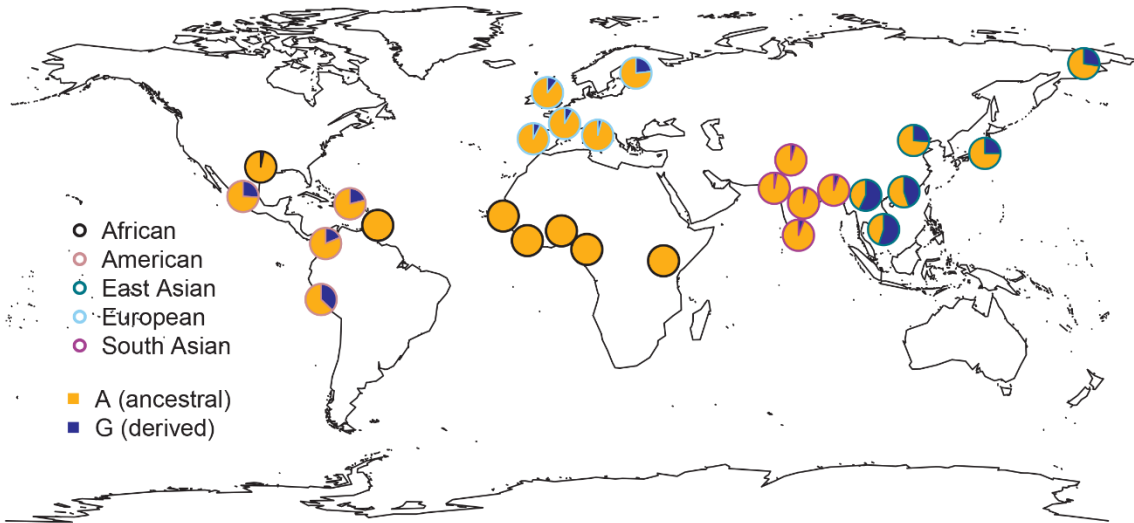 African
American
East Asian
European
South Asian
A (ancestral)
G (derived)